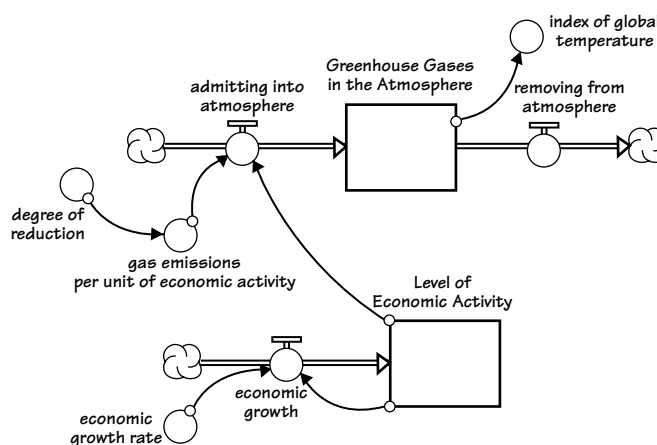 index of global
temperature
Greenhouse Gases
in the Atmosphere
admitting into
atmosphere
removing from
atmosphere
degree of
reduction
gas emissions
per unit of economic activity
Level of
Economic Activity
economic
growth
economic
growth rate